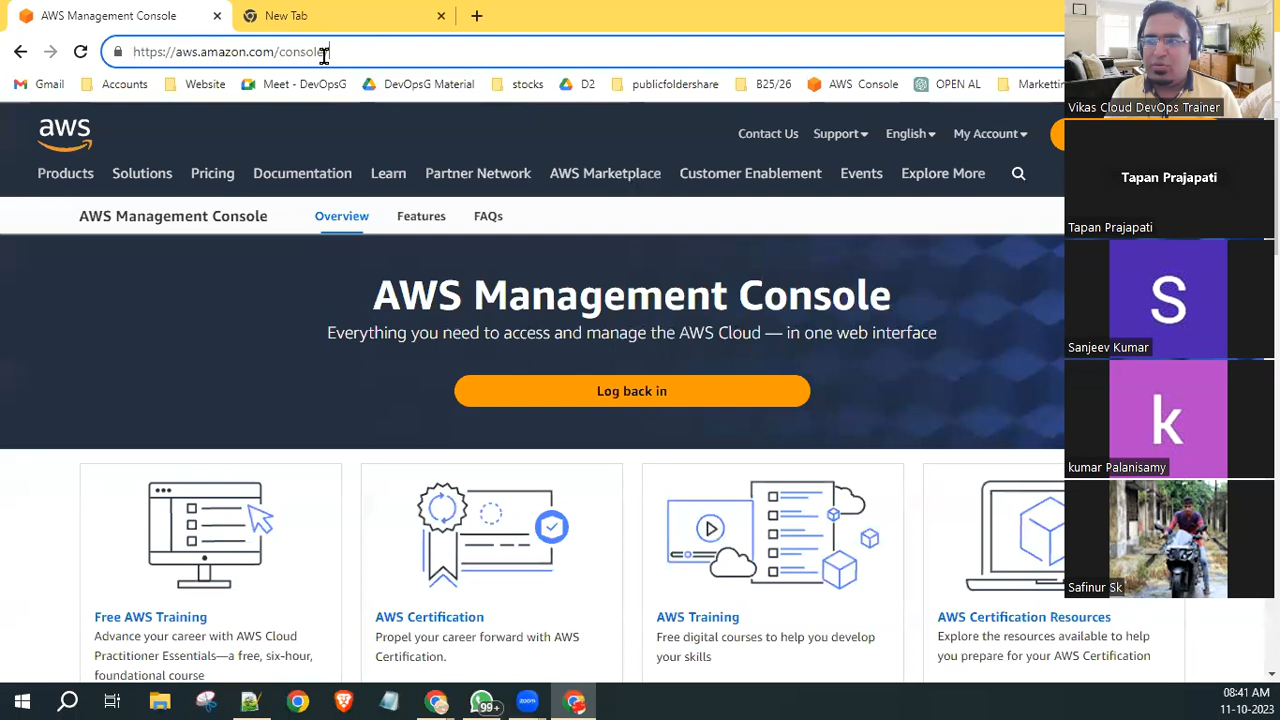 AWS Management Console
New Tab
https://aws.amazon.com/console
Gmail
Accounts
Website
Meet - DevOpsG
DevOpsG Material
stocks
D2
publicfoldershare
B25/26
AWS Console
OPEN AL
Marketin
aws
Contact Us
Support
English
My Account
Products
Solutions
Pricing
Documentation
Learn
Partner Network
AWS Marketplace
Customer Enablement
Events
Explore More
AWS Management Console
Overview
Features
FAQs
AWS Management Console
Everything you need to access and manage the AWS Cloud — in one web interface
Log back in
Free AWS Training
Advance your career with AWS Cloud
Practitioner Essentials—a free, six-hour,
foundational course
AWS Certification
Propel your career forward with AWS
Certification.
AWS Training
Free digital courses to help you develop
your skills
AWS Certification Resources
Explore the resources available to help
you prepare for your AWS Certification
Vikas Cloud DevOps Trainer
Tapan Prajapati
Tapan Prajapati
S
Sanjeev Kumar
k
kumar Palanisamy
Safinur Sk
99+
zoom
08:41 AM
11-10-2023